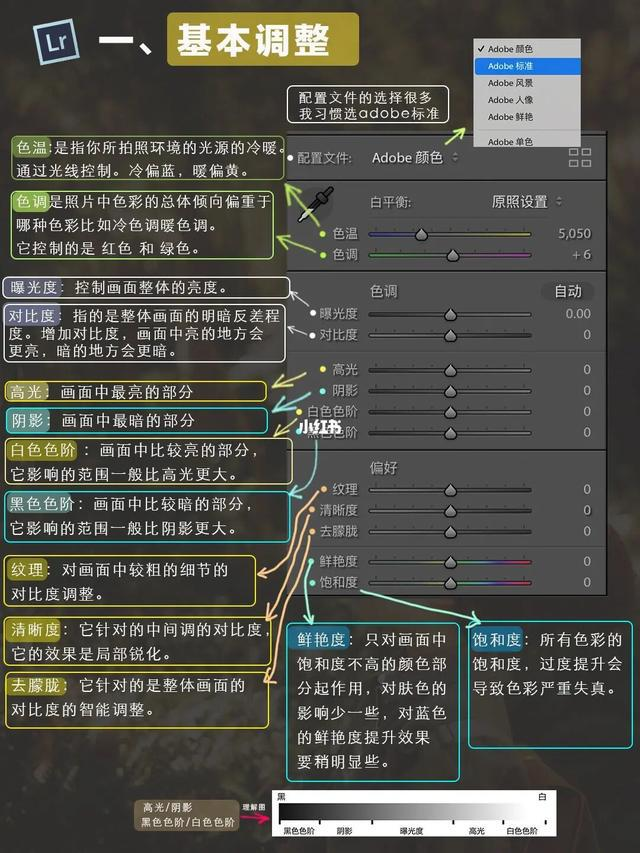 Lr
一、基本调整
Adobe 颜色
Adobe 标准
Adobe 风景
Adobe 人像
Adobe 鲜艳
Adobe 单色
配置文件的选择很多
我习惯选adobe标准
色温:是指你所拍照环境的光源的冷暖。
通过光线控制。冷偏蓝，暖偏黄。
配置文件:
Adobe 颜色
色调是照片中色彩的总体倾向偏重于
哪种色彩比如冷色调暖色调。
它控制的是 红色 和 绿色。
白平衡:
原照设置
色温
5,050
色调
+ 6
曝光度：控制画面整体的亮度。
对比度：指的是整体画面的明暗反差程
度。增加对比度，画面中亮的地方会
更亮，暗的地方会更暗。
色调
自动
曝光度
0.00
对比度
0
高光：画面中最亮的部分
阴影：画面中最暗的部分
白色色阶：画面中比较亮的部分，
它影响的范围一般比高光更大。
黑色色阶：画面中比较暗的部分，
它影响的范围一般比阴影更大。
高光
0
阴影
0
白色色阶
0
小红书
黑色色阶
0
偏好
纹理
0
清晰度
0
去朦胧
0
鲜艳度
0
饱和度
0
纹理：对画面中较粗的细节的
对比度调整。
清晰度：它针对的中间调的对比度，
它的效果是局部锐化。
去朦胧：它针对的是整体画面的
对比度的智能调整。
鲜艳度：只对画面中
饱和度不高的颜色部
分起作用，对肤色的
影响少一些，对蓝色
的鲜艳度提升效果
要稍明显些。
饱和度：所有色彩的
饱和度，过度提升会
导致色彩严重失真。
高光/阴影
黑色色阶/白色色阶
理解图
黑
白
黑色色阶
阴影
曝光度
高光
白色色阶